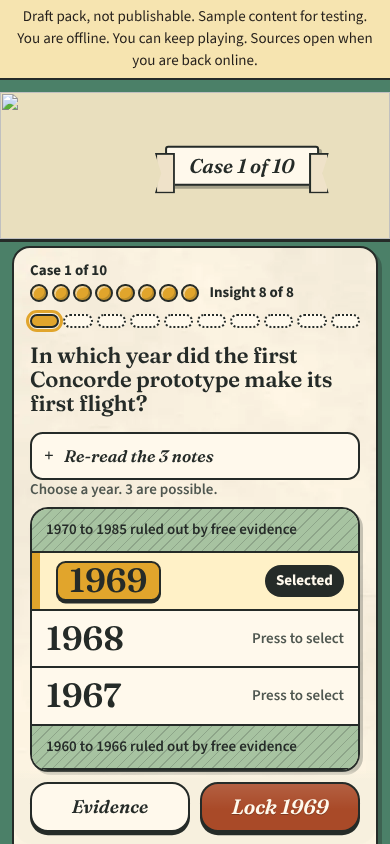 Draft pack, not publishable. Sample content for testing.
You are offline. You can keep playing. Sources open when
you are back online.
Case 1 of 10
Case 1 of 10
Insight 8 of 8
In which year did the first
Concorde prototype make its
first flight?
+ Re-read the 3 notes
Choose a year. 3 are possible.
1970 to 1985 ruled out by free evidence
1969 Selected
1968 Press to select
1967 Press to select
1960 to 1966 ruled out by free evidence
Evidence Lock 1969